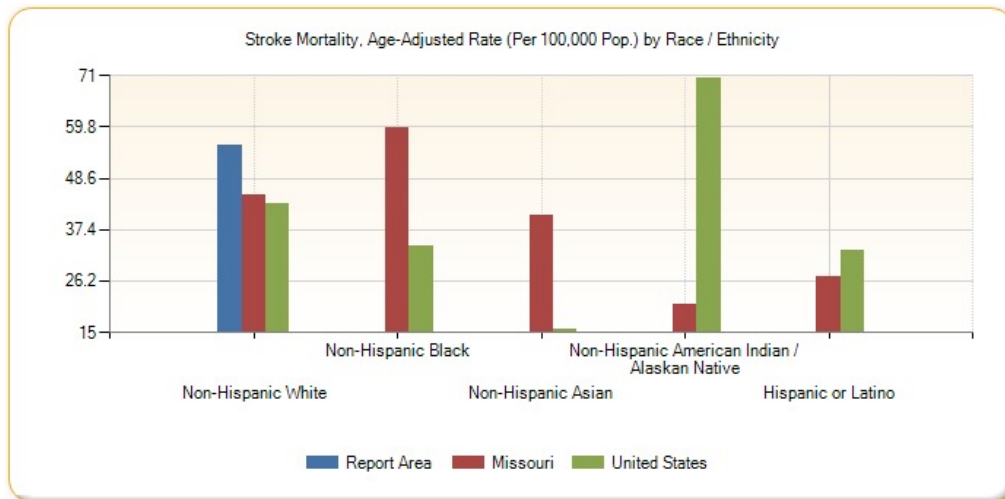 Stroke Mortality, Age-Adjusted Rate (Per 100,000 Pop.) by Race / Ethnicity
71
59.8
48.6
37.4
26.2
15
Non-Hispanic Black
Non-Hispanic American Indian /
Alaskan Native
Non-Hispanic White
Non-Hispanic Asian
Hispanic or Latino
Report Area
Missouri
United States